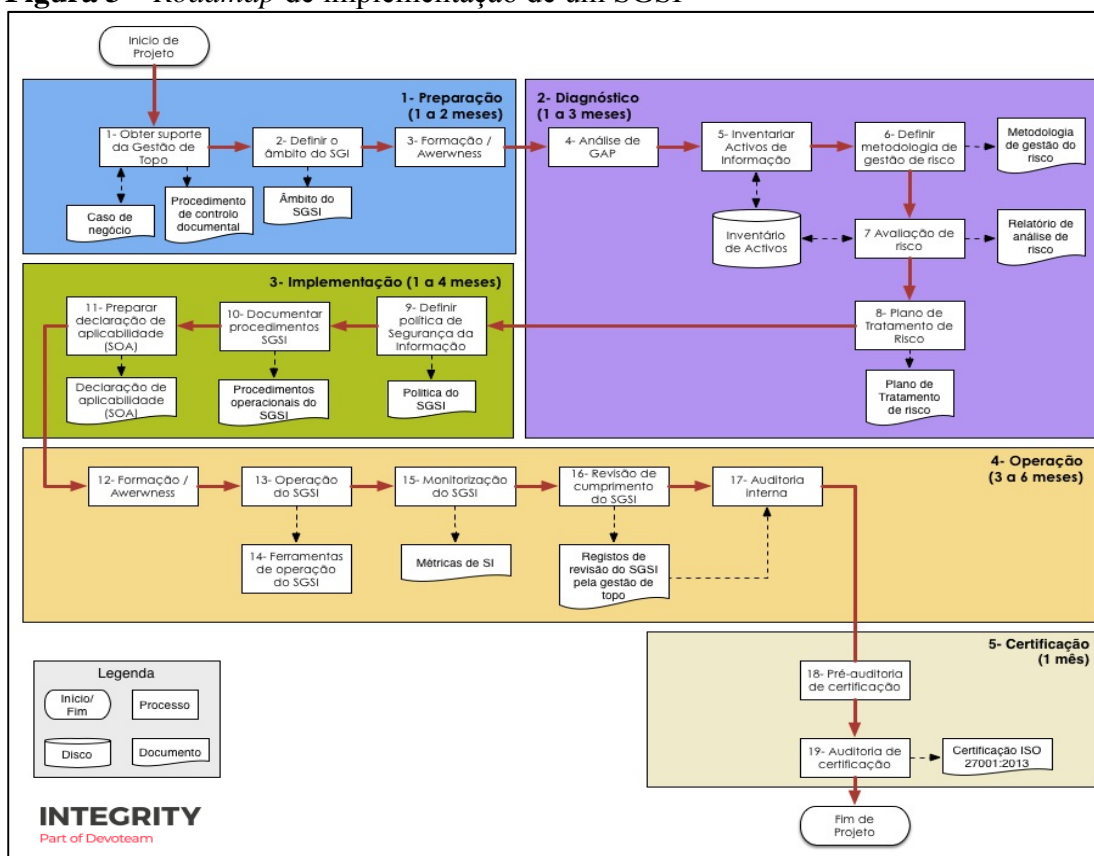 Figura 3 – Roadmap de implementação de um SGSI
Início de
Projeto
1- Preparação
(1 a 2 meses)
1- Obter suporte
da Gestão de
Topo
2- Definir o
âmbito do SGI
3- Formação /
Awerwness
Caso de
negócio
Procedimento
de controlo
documental
Âmbito do
SGSI
2- Diagnóstico
(1 a 3 meses)
4- Análise de
GAP
5- Inventariar
Activos de
Informação
6- Definir
metodologia de
gestão de risco
Metodologia
de gestão do
risco
Inventário
de Activos
7 Avaliação de
risco
Relatório de
análise de
risco
8- Plano de
Tratamento de
Risco
Plano de
Tratamento de
risco
3- Implementação (1 a 4 meses)
11- Preparar
declaração de
aplicabilidade
(SOA)
10- Documentar
procedimentos
SGSI
9- Definir
política de
Segurança da
Informação
Declaração de
aplicabilidade
(SOA)
Procedimentos
operacionais do
SGSI
Politica do
SGSI
4- Operação
(3 a 6 meses)
12- Formação /
Awerwness
13- Operação
do SGSI
15- Monitorização
do SGSI
16- Revisão de
cumprimento
do SGSI
17- Auditoria
Interna
14- Ferramentas
de operação
do SGSI
Métricas de SI
Registos de
revisão do SGSI
pela gestão de
topo
5- Certificação
(1 mês)
18- Pré-auditoria
de certificação
19- Auditoria de
certificação
Certificação ISO
27001:2013
Fim de
Projeto
Legenda
Início/
Fim
Processo
Disco
Documento
INTEGRITY
Part of Devoteam